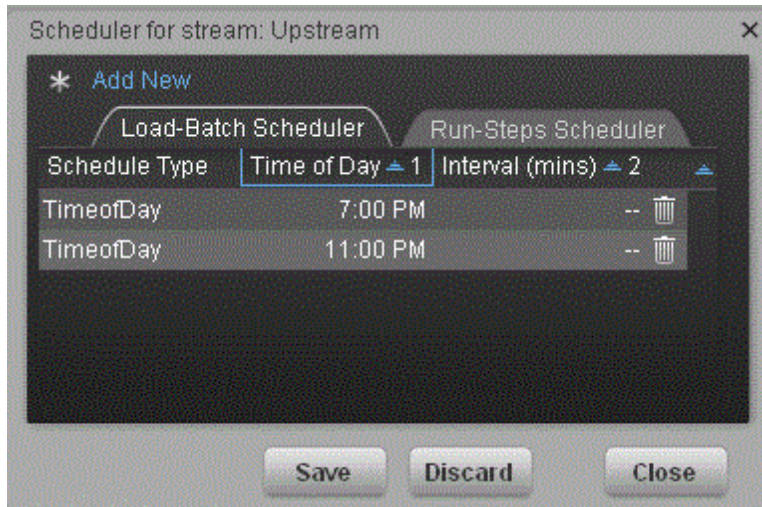 Scheduler for stream: Upstream
Add New
Load-Batch Scheduler Run-Steps Scheduler
Schedule Type Time of Day 1 Interval (mins) 2
TimeofDay 7:00 PM --
TimeofDay 11:00 PM --
Save Discard Close